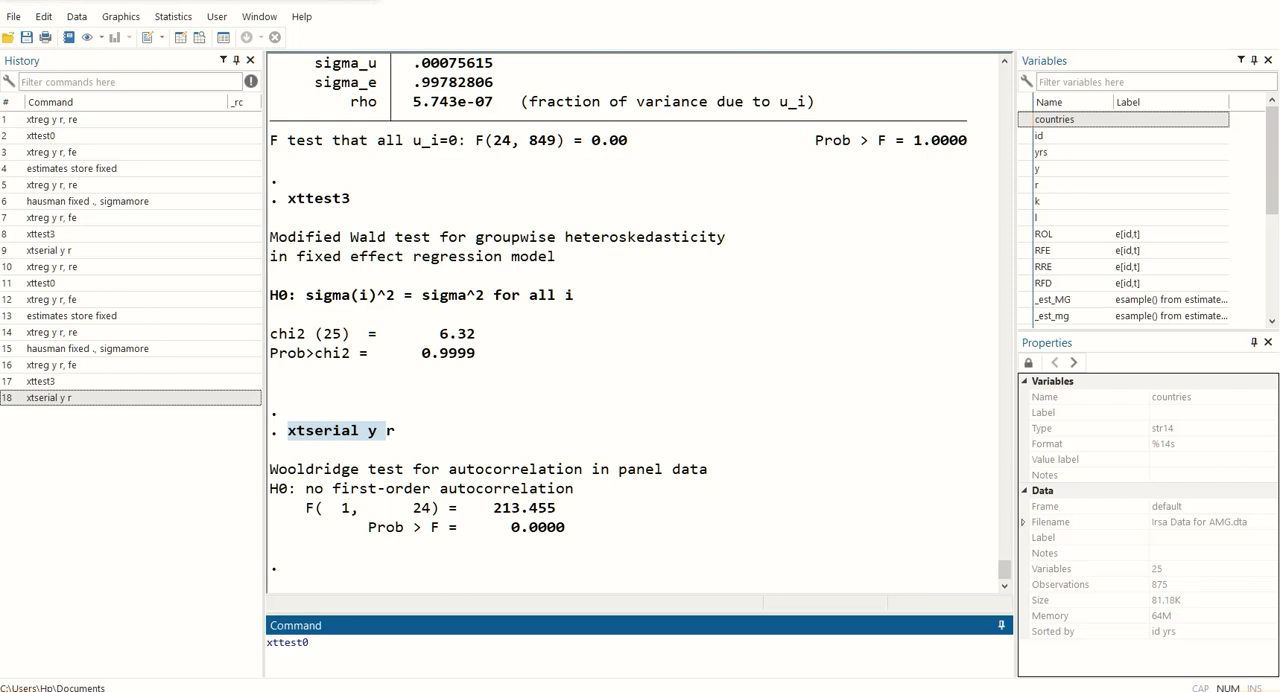 File Edit Data Graphics Statistics User Window Help
History
Filter commands here
# Command _rc
1 xtreg y r, re
2 xttest0
3 xtreg y r, fe
4 estimates store fixed
5 xtreg y r, re
6 hausman fixed ., sigmamore
7 xtreg y r, fe
8 xttest3
9 xtserial y r
10 xtreg y r, re
11 xttest0
12 xtreg y r, fe
13 estimates store fixed
14 xtreg y r, re
15 hausman fixed ., sigmamore
16 xtreg y r, fe
17 xttest3
18 xtserial y r
sigma_u .00075615
sigma_e .99782806
rho 5.743e-07 (fraction of variance due to u_i)
F test that all u_i=0: F(24, 849) = 0.00 Prob > F = 1.0000
.
. xttest3
Modified Wald test for groupwise heteroskedasticity
in fixed effect regression model
H0: sigma(i)^2 = sigma^2 for all i
chi2 (25) = 6.32
Prob>chi2 = 0.9999
.
. xtserial y r
Wooldridge test for autocorrelation in panel data
H0: no first-order autocorrelation
F( 1, 24) = 213.455
Prob > F = 0.0000
.
Command
xttest0
Variables
Filter variables here
Name Label
countries
id
yrs
y
r
k
l
ROL e[id,t]
RFE e[id,t]
RRE e[id,t]
RFD e[id,t]
_est_MG esample() from estimate...
_est_mg esample() from estimate...
Properties
Variables
Name countries
Label
Type str14
Format %14s
Value label
Notes
Data
Frame default
Filename Irsa Data for AMG.dta
Label
Notes
Variables 25
Observations 875
Size 81.18K
Memory 64M
Sorted by id yrs
C:\Users\Hp\Documents CAP NUM INS